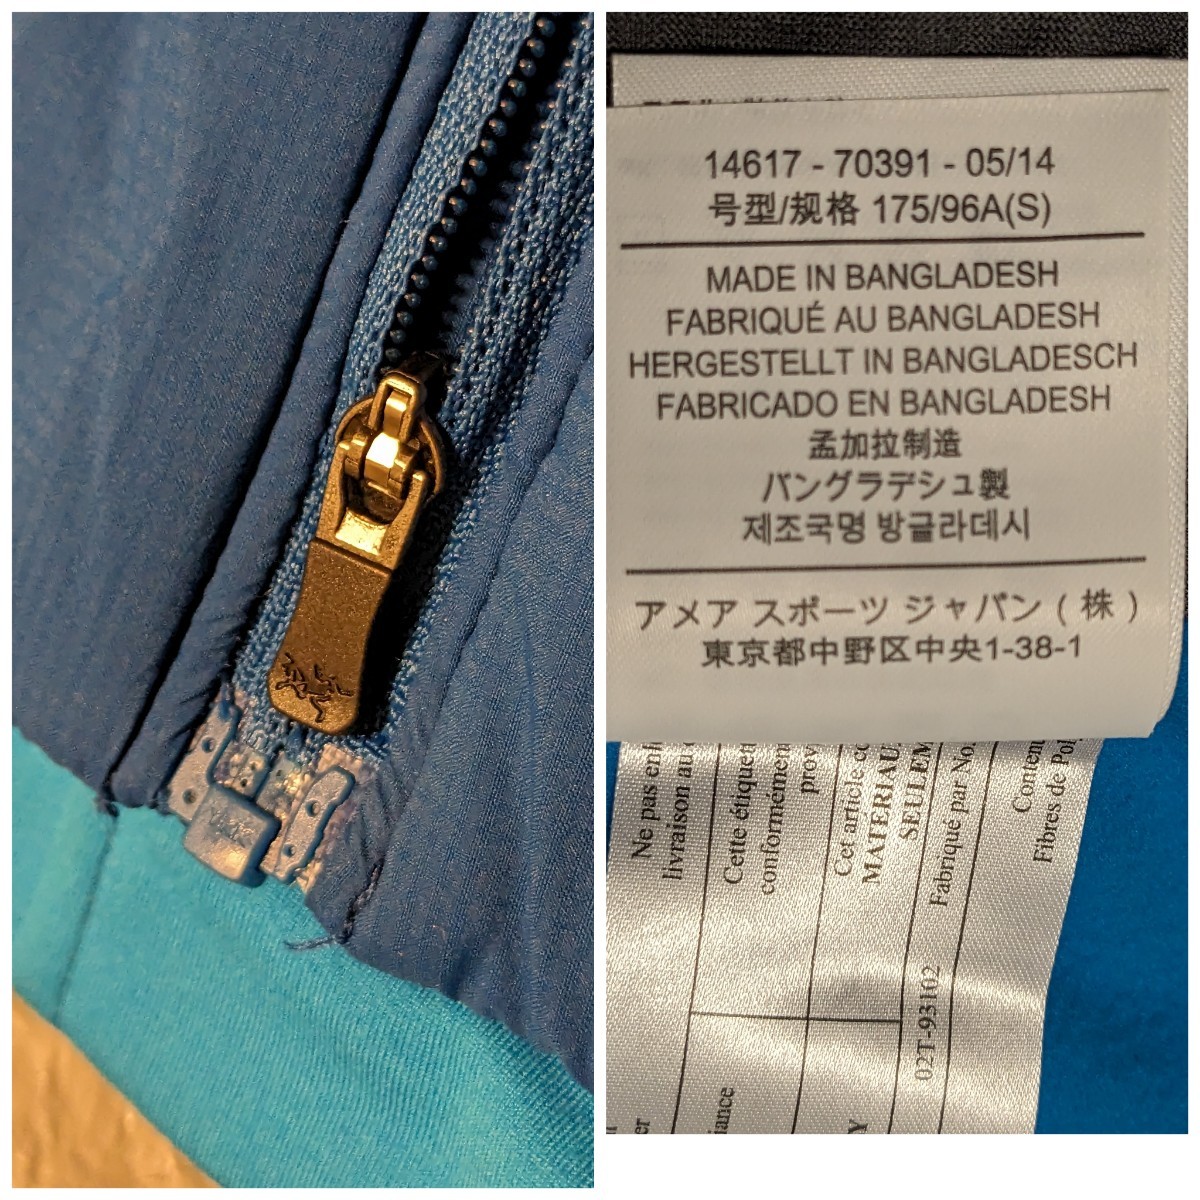 14617 - 70391 - 05/14
号型/规格 175/96A(S)
MADE IN BANGLADESH
FABRIQUÉ AU BANGLADESH
HERGESTELLT IN BANGLADESCH
FABRICADO EN BANGLADESH
孟加拉制造
バングラデシュ製
제조국명 방글라데시
アメア スポーツ ジャパン ( 株 )
東京都中野区中央1-38-1
Ne pas enl
livraison au
Cette étiquet
conformémen
prov
Cet article co
MATÉRIAU
SEULEM
Fabriqué par No.
02T-93102
Conten
Fibres de Pol
er
iance
Y